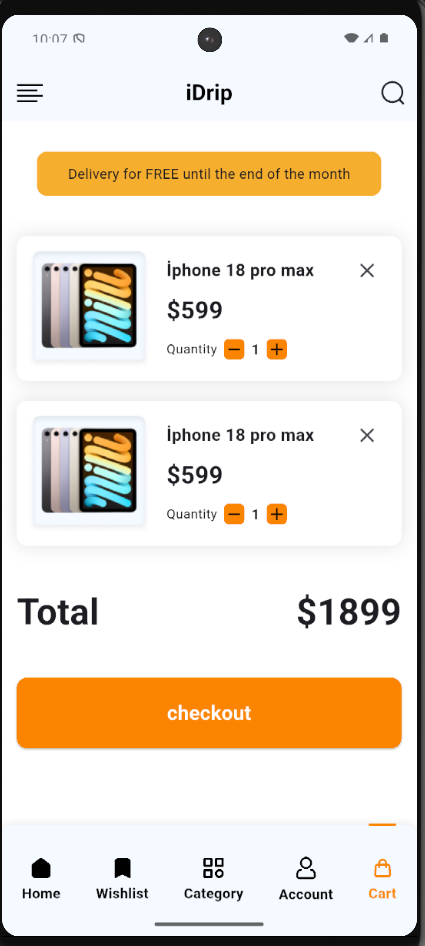 10:07
iDrip
Delivery for FREE until the end of the month
İphone 18 pro max
$599
Quantity 1
İphone 18 pro max
$599
Quantity 1
Total $1899
checkout
Home Wishlist Category Account Cart